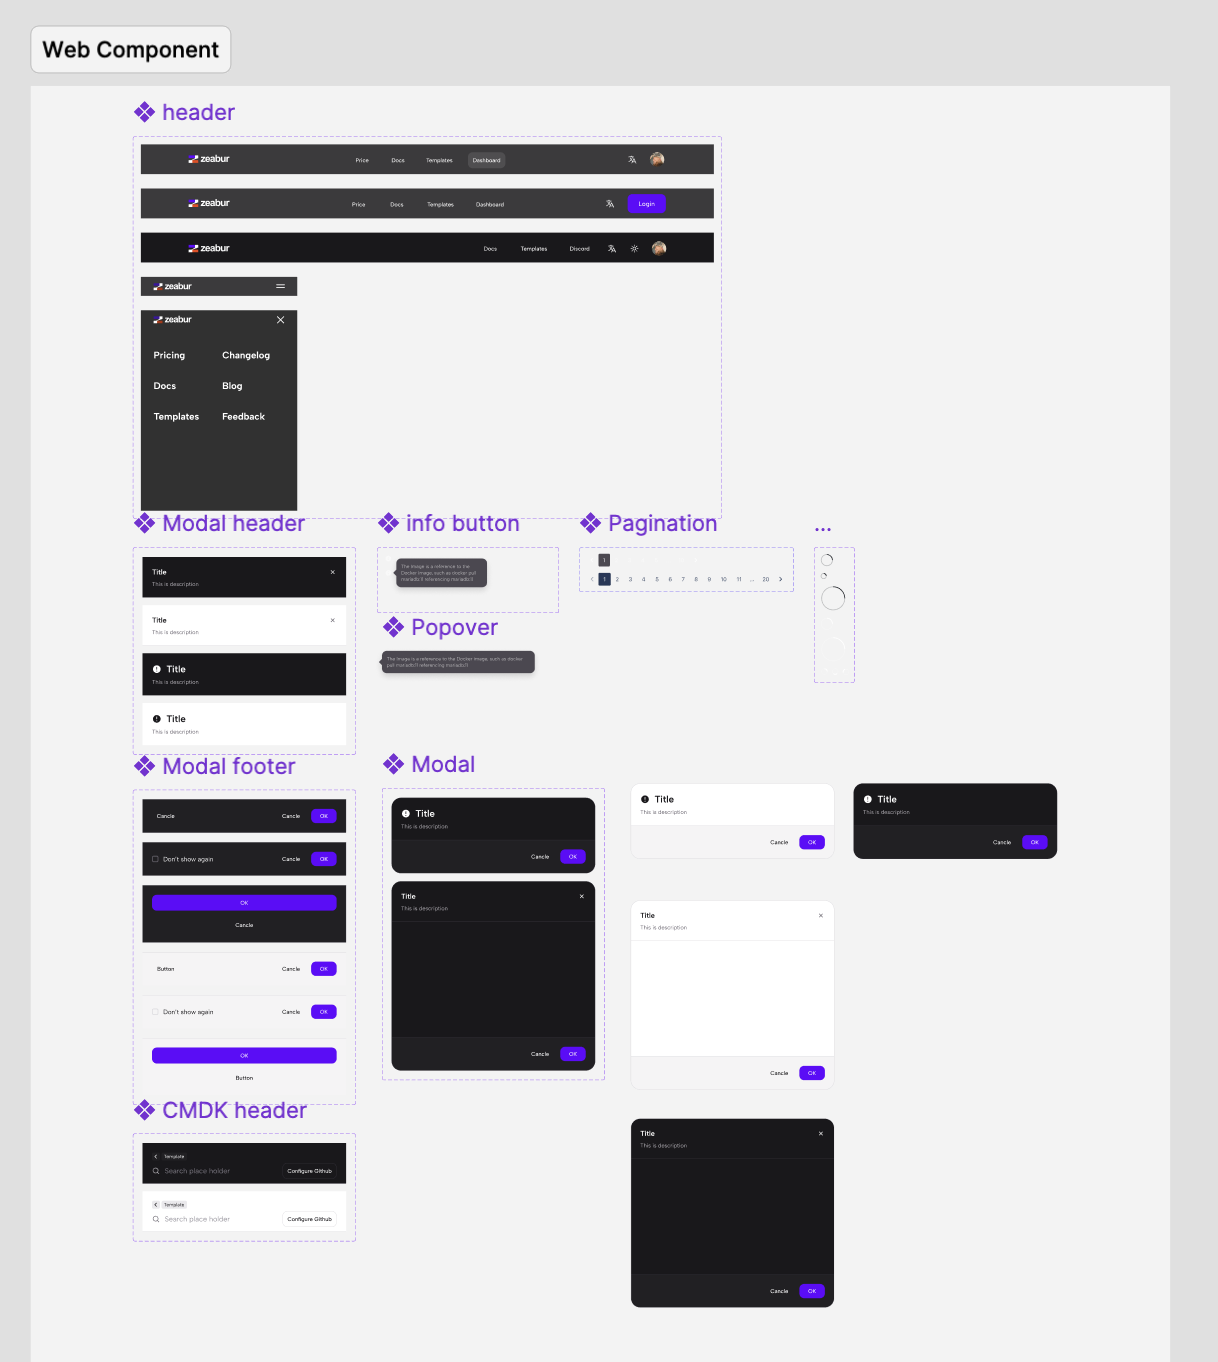 Web Component
header
zeabur Price Docs Templates Dashboard
zeabur Price Docs Templates Dashboard Login
zeabur Docs Templates Discord
zeabur
zeabur
Pricing Changelog
Docs Blog
Templates Feedback
Modal header
Title
This is description
Title
This is description
Title
This is description
Title
This is description
info button
The image is a reference to the
Docker image, such as docker pull
mariadb:11 referencing mariadb:11
Pagination
1
1 2 3 4 5 6 7 8 9 10 11 ... 20
...
Popover
The image is a reference to the Docker image, such as docker
pull mariadb:11 referencing mariadb:11
Modal footer
Cancle Cancle OK
Don't show again Cancle OK
OK
Cancle
Button Cancle OK
Don't show again Cancle OK
OK
Button
Modal
Title
This is description
Cancle OK
Title
This is description
Cancle OK
Title
This is description
Cancle OK
Title
This is description
Cancle OK
Title
This is description
Cancle OK
Title
This is description
Cancle OK
CMDK header
Template
Search place holder Configure Github
Template
Search place holder Configure Github